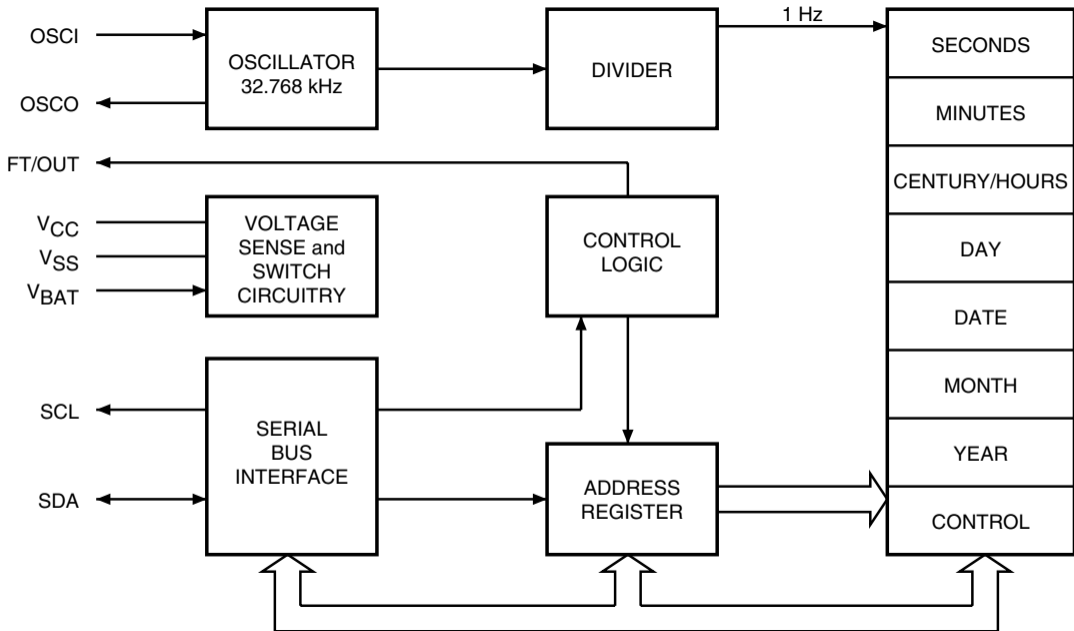 OSCI
OSCO
FT/OUT
VCC
VSS
VBAT
SCL
SDA
OSCILLATOR
32.768 kHz
DIVIDER
1 Hz
VOLTAGE
SENSE and
SWITCH
CIRCUITRY
CONTROL
LOGIC
SERIAL
BUS
INTERFACE
ADDRESS
REGISTER
SECONDS
MINUTES
CENTURY/HOURS
DAY
DATE
MONTH
YEAR
CONTROL